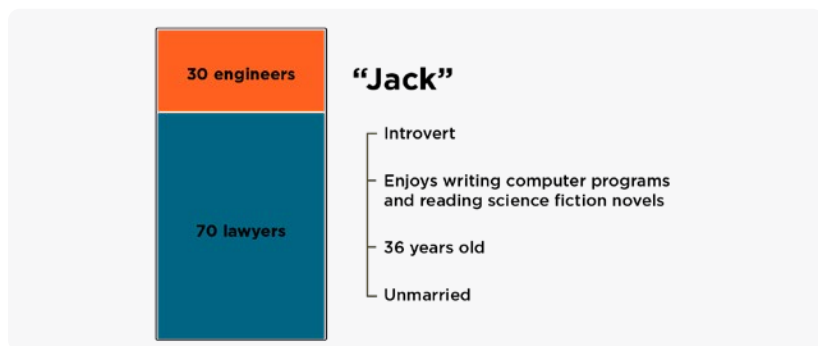 30 engineers
“Jack”
Introvert
Enjoys writing computer programs
and reading science fiction novels
70 lawyers
36 years old
Unmarried